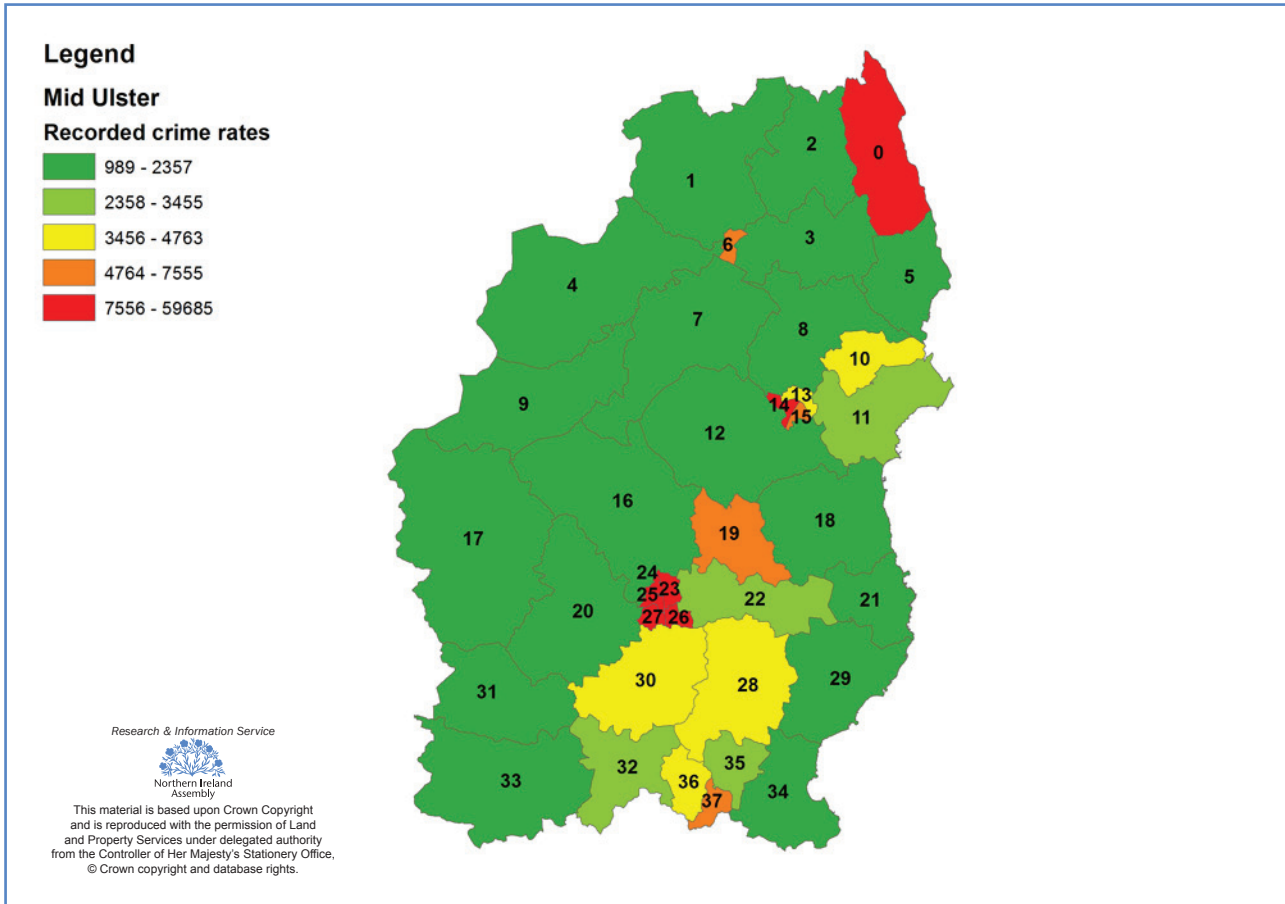 Legend
Mid Ulster
Recorded crime rates
989 - 2357
2358 - 3455
3456 - 4763
4764 - 7555
7556 - 59685
0
2
1
3
6
5
4
7
8
10
9
13
14
15
11
12
16
18
17
19
24
23
25
22
21
20
27
26
30
28
29
31
32
35
33
36
34
37
Research & Information Service
Northern Ireland
Assembly
This material is based upon Crown Copyright
and is reproduced with the permission of Land
and Property Services under delegated authority
from the Controller of Her Majesty's Stationery Office,
© Crown copyright and database rights.